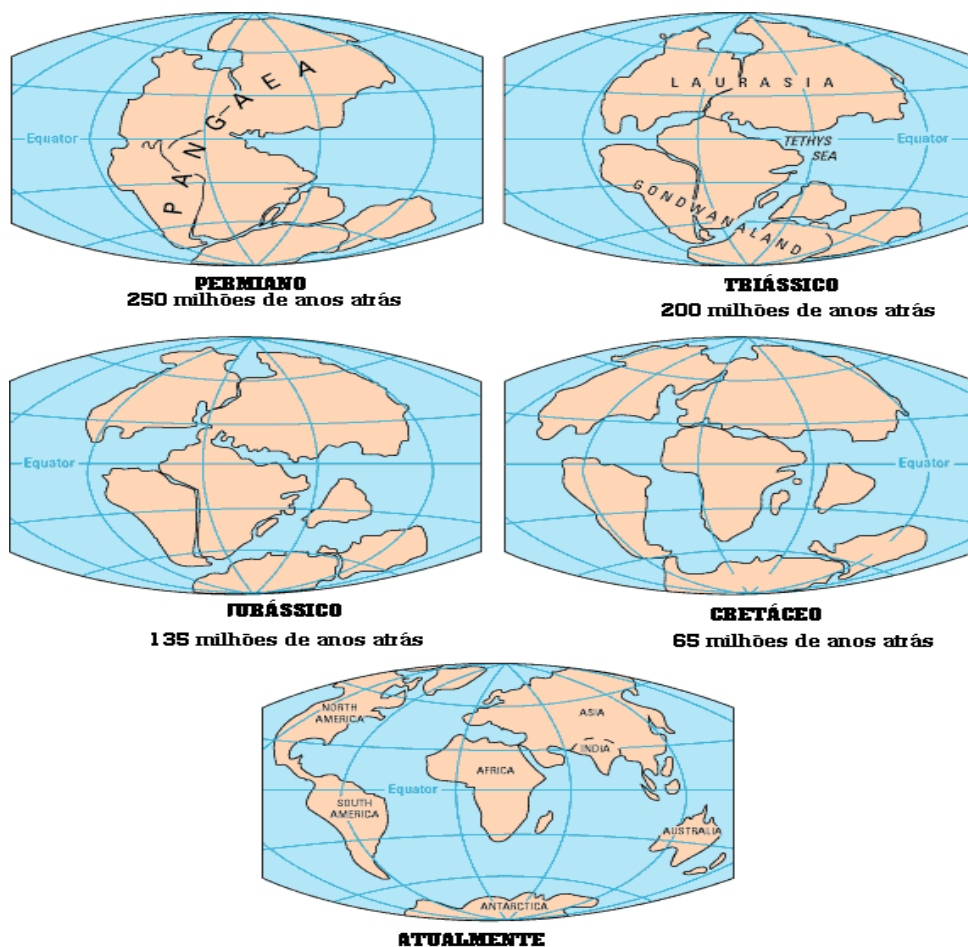 PANGAEA
Equator
PERMIANO
250 milhões de anos atrás
LAURASIA
Equator
TETHYS
SEA
GONDWANALAND
TRIÁSSICO
200 milhões de anos atrás
Equator
JURÁSSICO
135 milhões de anos atrás
Equator
CRETÁCEO
65 milhões de anos atrás
NORTH
AMERICA
ASIA
INDIA
AFRICA
Equator
SOUTH
AMERICA
AUSTRALIA
ANTARCTICA
ATUALMENTE